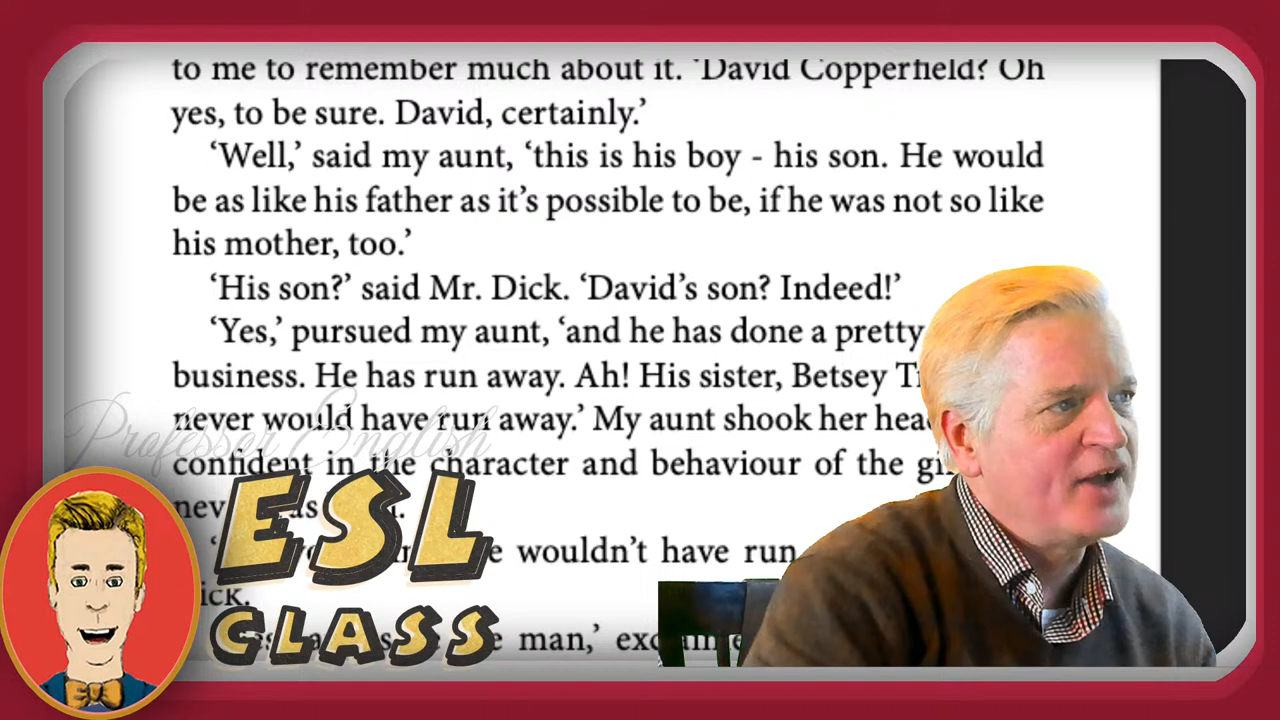 to me to remember much about it. ‘David Copperfield? Oh
yes, to be sure. David, certainly.’
‘Well,’ said my aunt, ‘this is his boy - his son. He would
be as like his father as it’s possible to be, if he was not so like
his mother, too.’
‘His son?’ said Mr. Dick. ‘David’s son? Indeed!’
‘Yes,’ pursued my aunt, ‘and he has done a pretty
business. He has run away. Ah! His sister, Betsey
never would have run away.’ My aunt shook her
confident in the character and behaviour of the
wouldn’t have run
man,’
Professor English
ESL
CLASS